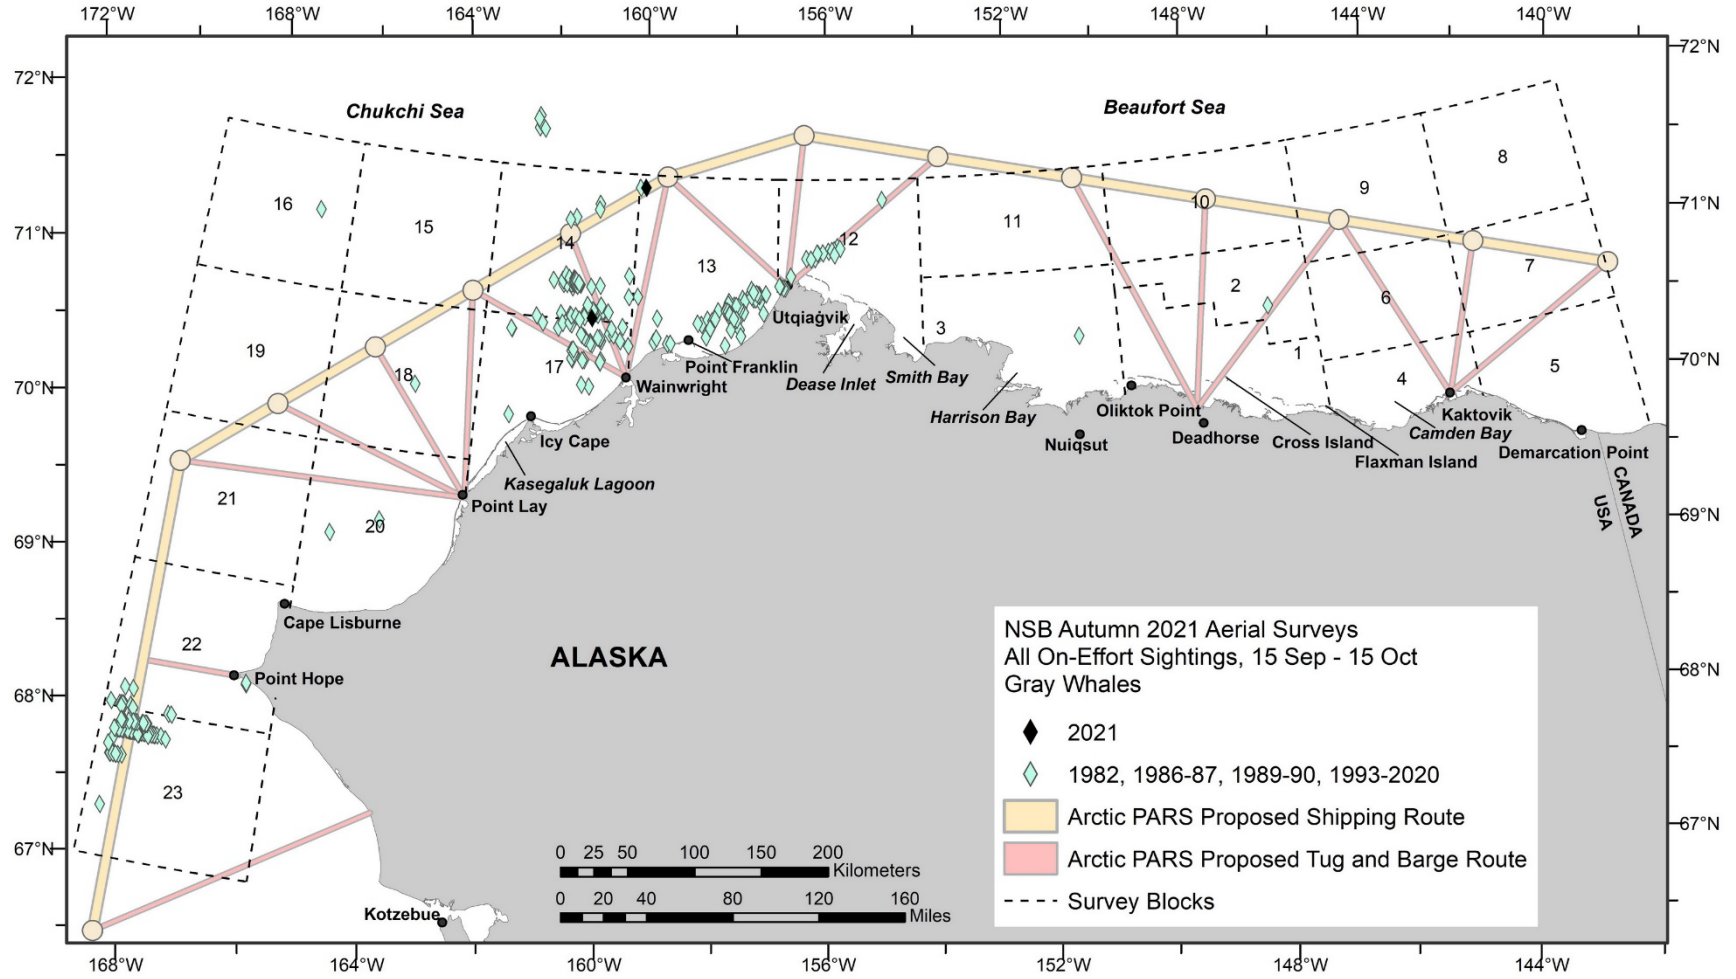 172°W 168°W 164°W 160°W 156°W 152°W 148°W 144°W 140°W
72°N
72°N
Chukchi Sea
Beaufort Sea
8
9
16
15
10
11
71°N
71°N
14
12
13
7
2
6
3
19
18
17
1
4
5
70°N
70°N
Utqiaġvik
Point Franklin
Wainwright
Dease Inlet
Smith Bay
Harrison Bay
Oliktok Point
Nuiqsut
Deadhorse
Cross Island
Flaxman Island
Kaktovik
Camden Bay
Demarcation Point
Icy Cape
Kasegaluk Lagoon
Point Lay
CANADA
USA
21
20
69°N
69°N
Cape Lisburne
22
Point Hope
ALASKA
68°N
68°N
23
67°N
67°N
Kotzebue
NSB Autumn 2021 Aerial Surveys
All On-Effort Sightings, 15 Sep - 15 Oct
Gray Whales
2021
1982, 1986-87, 1989-90, 1993-2020
Arctic PARS Proposed Shipping Route
Arctic PARS Proposed Tug and Barge Route
Survey Blocks
0 25 50 100 150 200
Kilometers
0 20 40 80 120 160
Miles
168°W 164°W 160°W 156°W 152°W 148°W 144°W 140°W